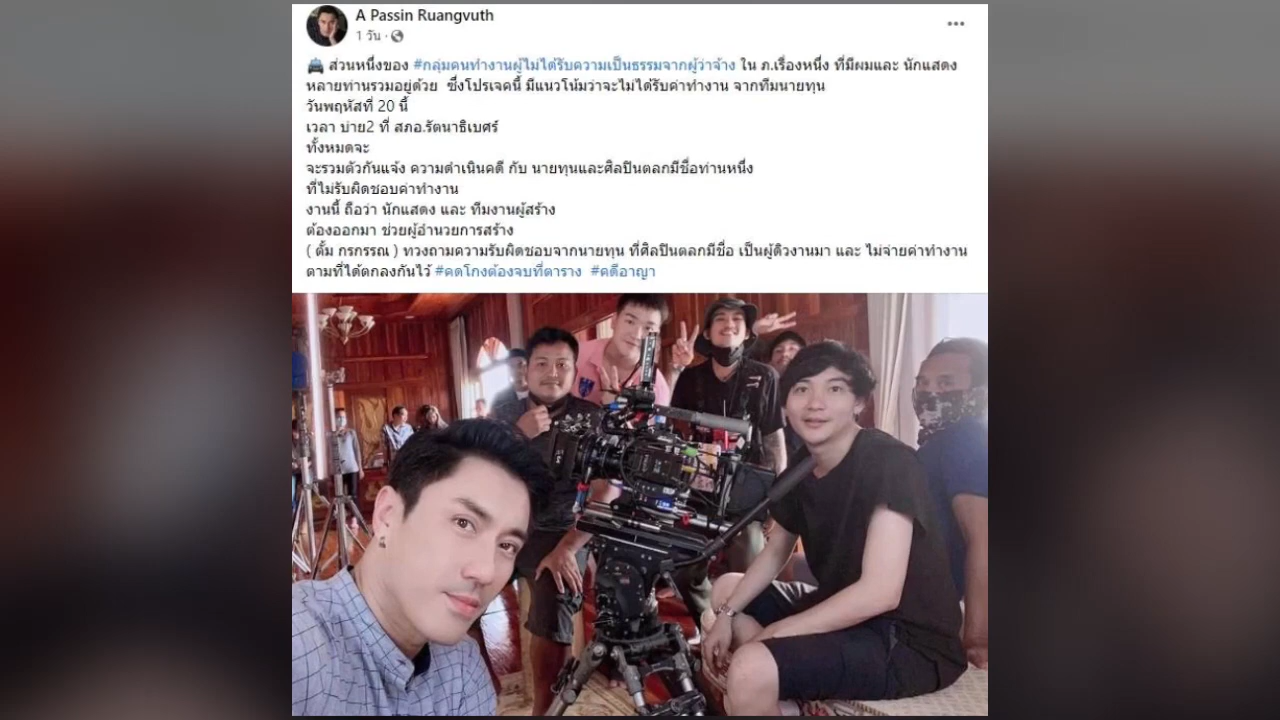 A Passin Ruangvuth
1 วัน ·
ส่วนหนึ่งของ #กลุ่มคนทำงานผู้ไม่ได้รับความเป็นธรรมจากผู้ว่าจ้าง ใน ภ.เรื่องหนึ่ง ที่มีผมและ นักแสดง
หลายท่านรวมอยู่ด้วย ซึ่งโปรเจคนี้ มีแนวโน้มว่าจะไม่ได้รับค่าทำงาน จากทีมนายทุน
วันพฤหัสที่ 20 นี้
เวลา บ่าย2 ที่ สภอ.รัตนาธิเบศร์
ทั้งหมดจะ
จะรวมตัวกันแจ้ง ความดำเนินคดี กับ นายทุนและศิลปินตลกมีชื่อท่านหนึ่ง
ที่ไม่รับผิดชอบค่าทำงาน
งานนี้ ถือว่า นักแสดง และ ทีมงานผู้สร้าง
ต้องออกมา ช่วยผู้อำนวยการสร้าง
( ตั้ม กรกรรณ ) ทวงถามความรับผิดชอบจากนายทุน ที่ศิลปินตลกมีชื่อ เป็นผู้ดิวงานมา และ ไม่จ่ายค่าทำงาน
ตามที่ได้ตกลงกันไว้ #คดโกงต้องจบที่ตาราง #คดีอาญา